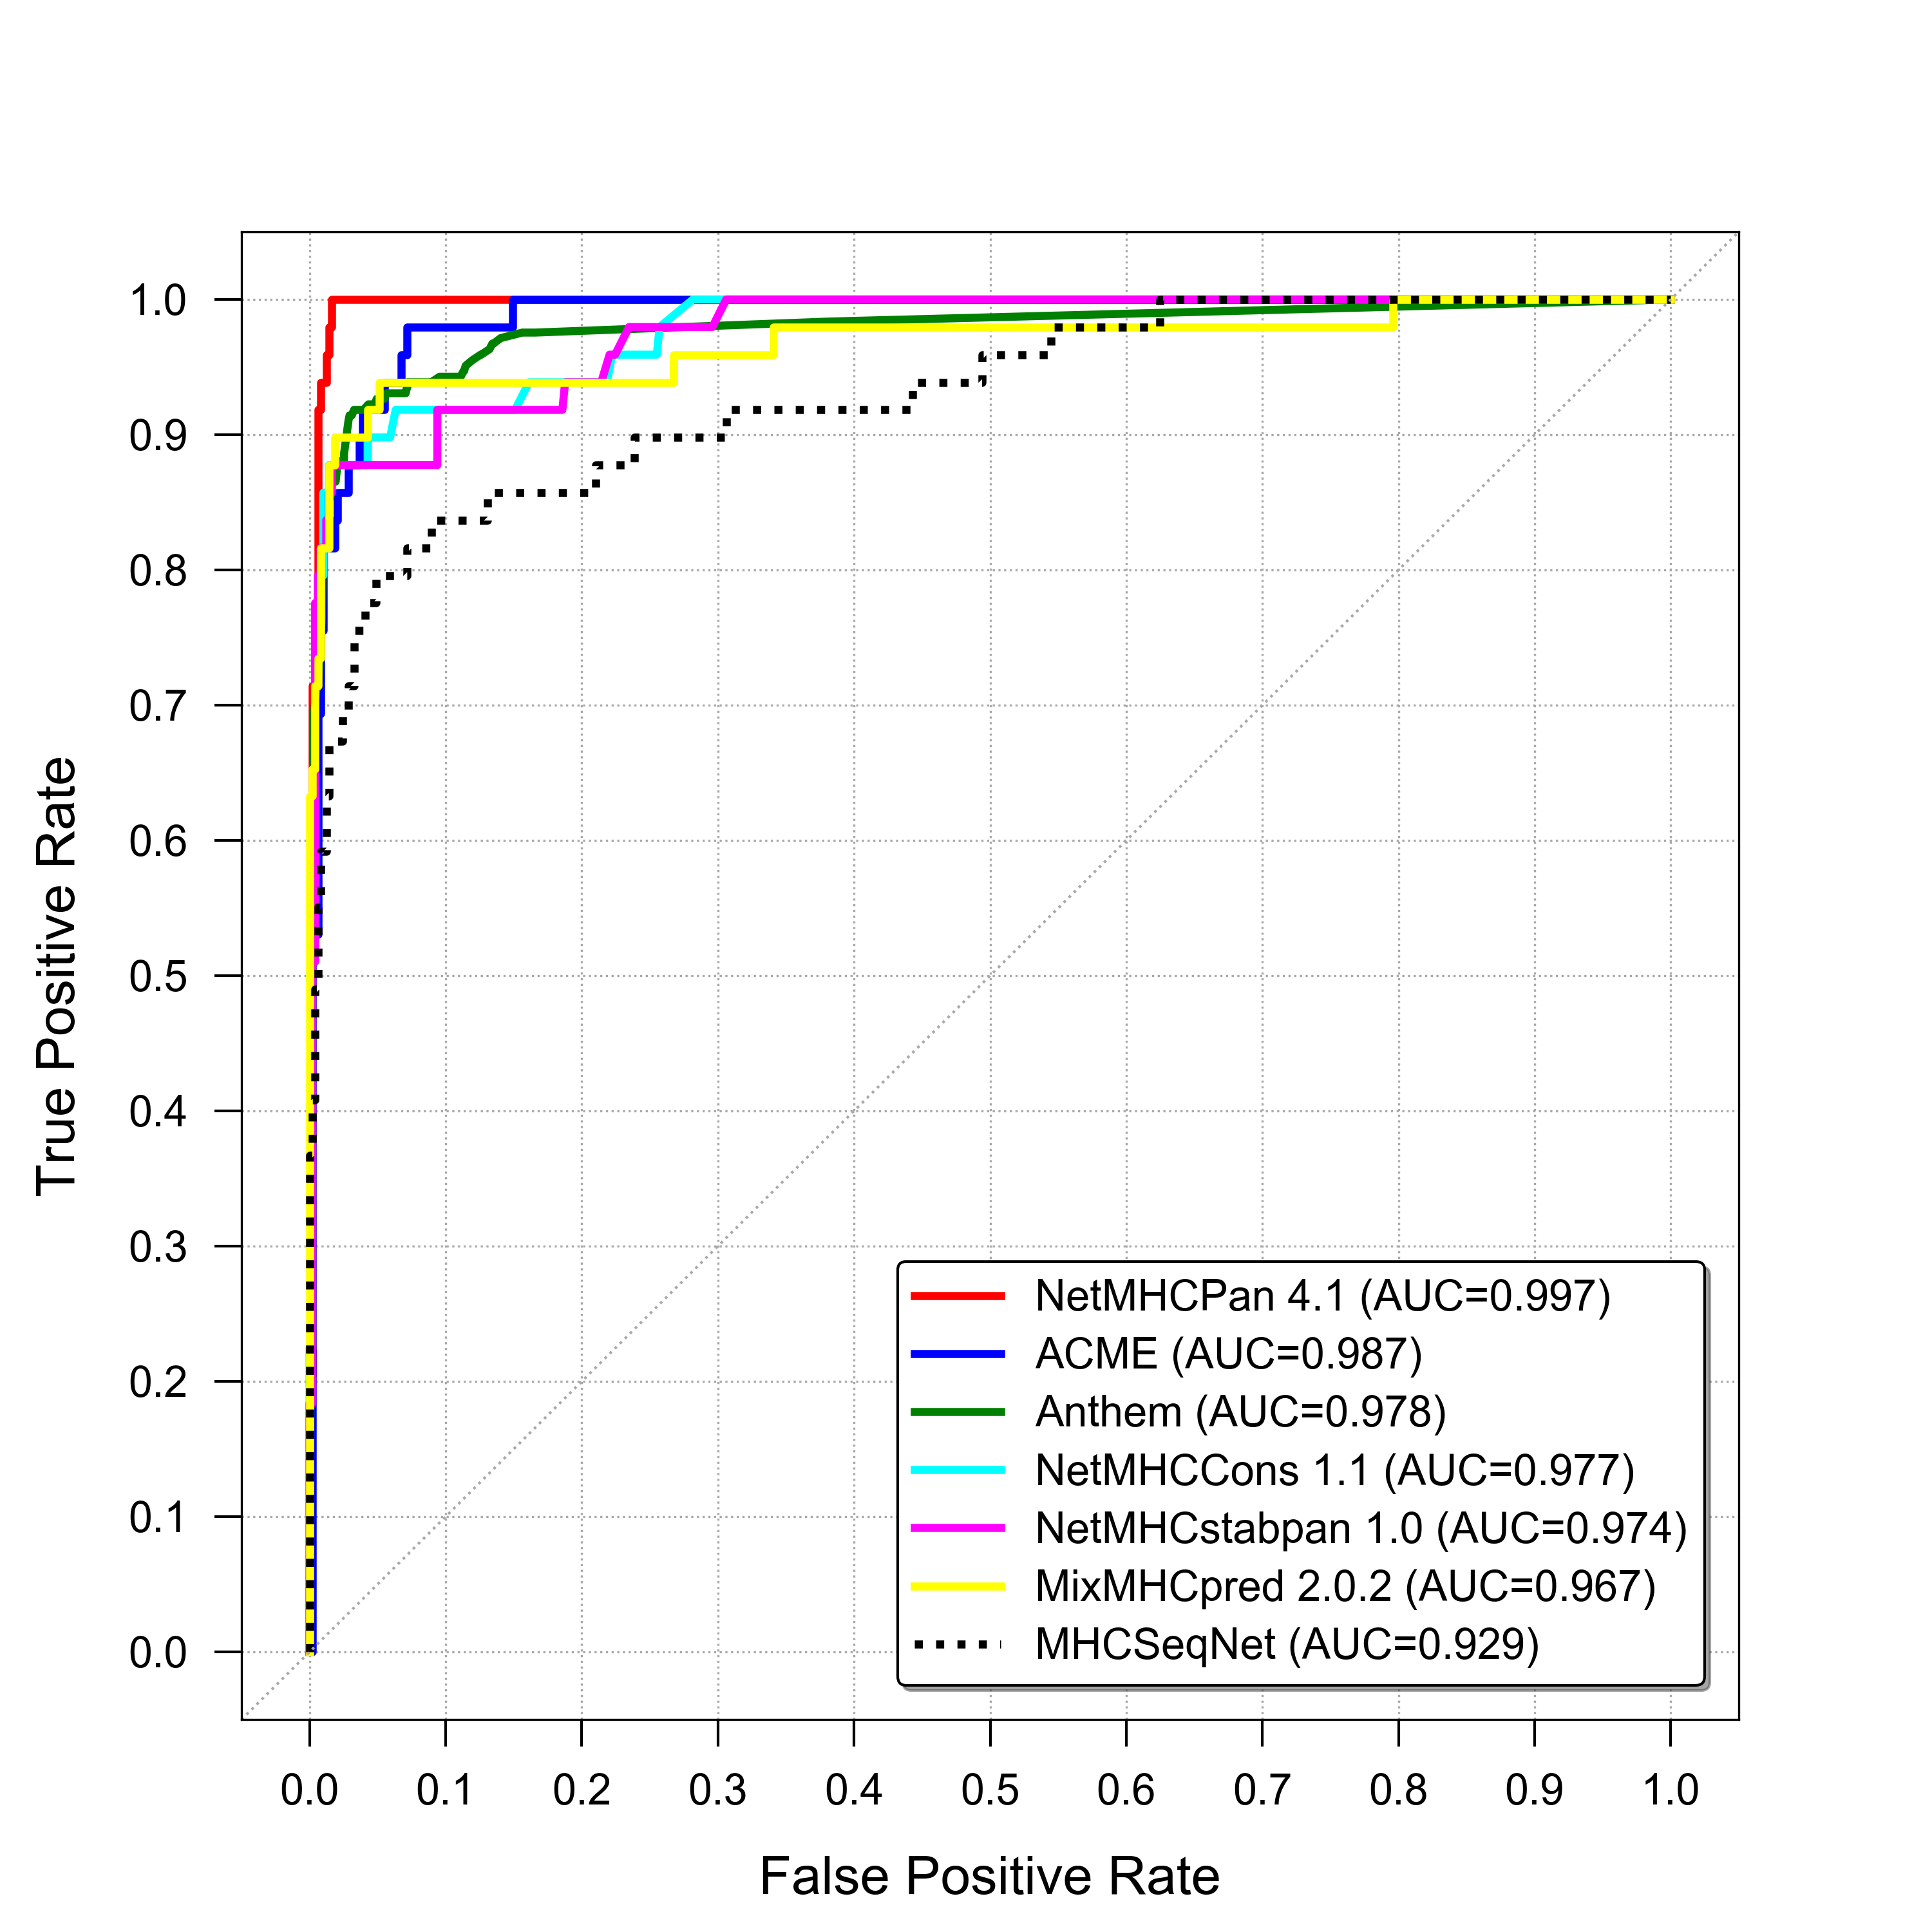 1.0
0.9
0.8
0.7
0.6
0.5
0.4
0.3
0.2
0.1
0.0
True Positive Rate
NetMHCPan 4.1 (AUC=0.997)
ACME (AUC=0.987)
Anthem (AUC=0.978)
NetMHCCons 1.1 (AUC=0.977)
NetMHCstabpan 1.0 (AUC=0.974)
MixMHCpred 2.0.2 (AUC=0.967)
MHCSeqNet (AUC=0.929)
0.0 0.1 0.2 0.3 0.4 0.5 0.6 0.7 0.8 0.9 1.0
False Positive Rate